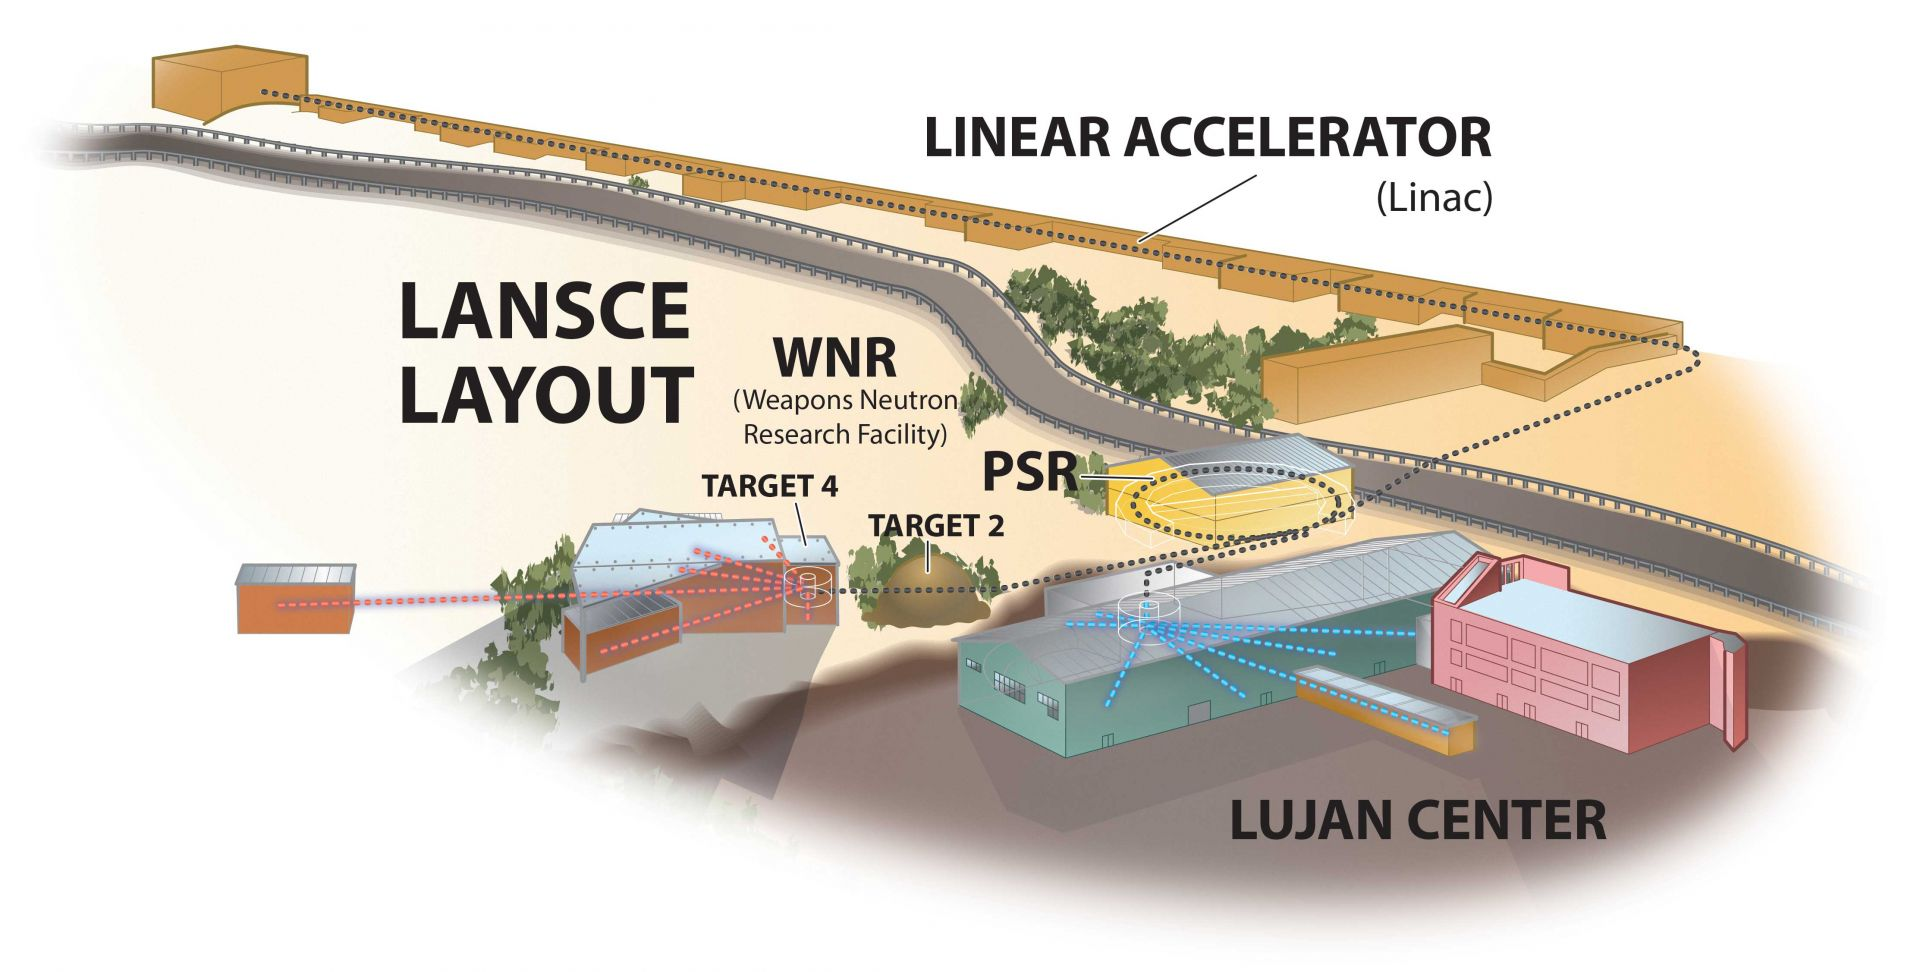 LINEAR ACCELERATOR
(Linac)
LANSCE
LAYOUT
WNR
(Weapons Neutron
Research Facility)
PSR
TARGET 4
TARGET 2
LUJAN CENTER